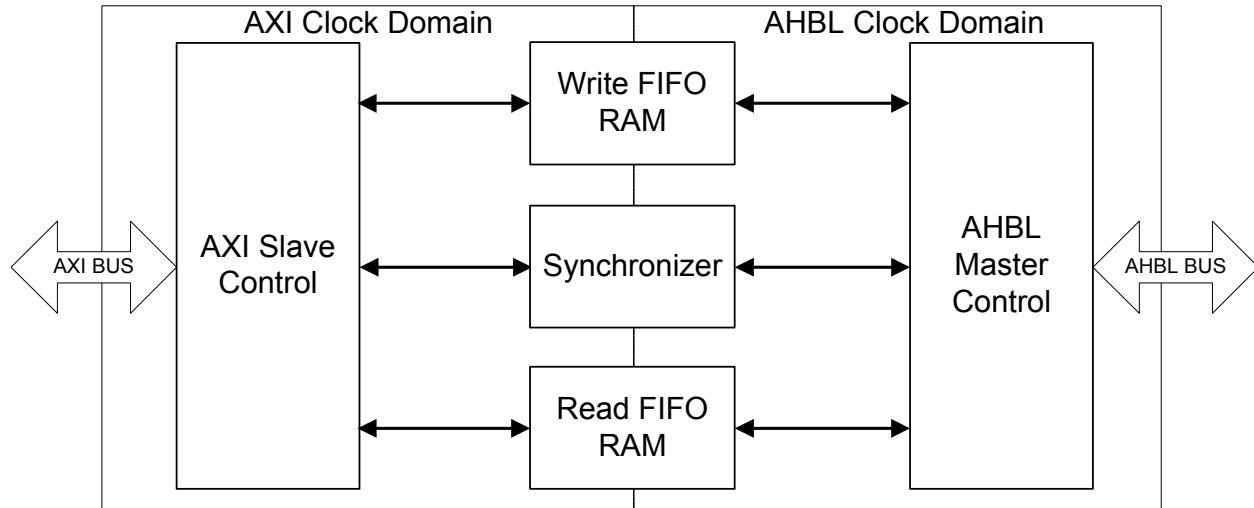 AXI Clock Domain
AHBL Clock Domain
Write FIFO
RAM
AXI BUS
AXI Slave
Control
Synchronizer
AHBL
Master
Control
AHBL BUS
Read FIFO
RAM